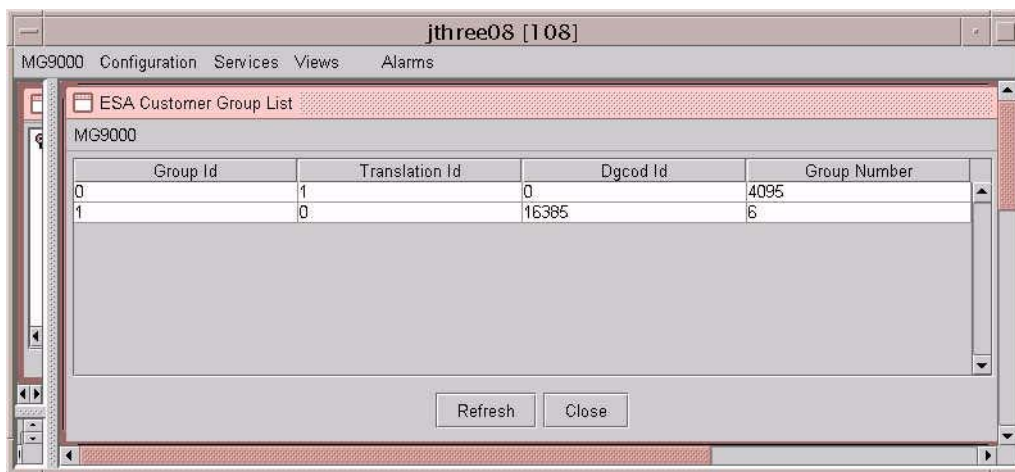 jthree08 [108]
MG9000 Configuration Services Views Alarms
ESA Customer Group List
MG9000
Group Id Translation Id Dgcod Id Group Number
0 1 0 4095
1 0 16385 6
Refresh Close